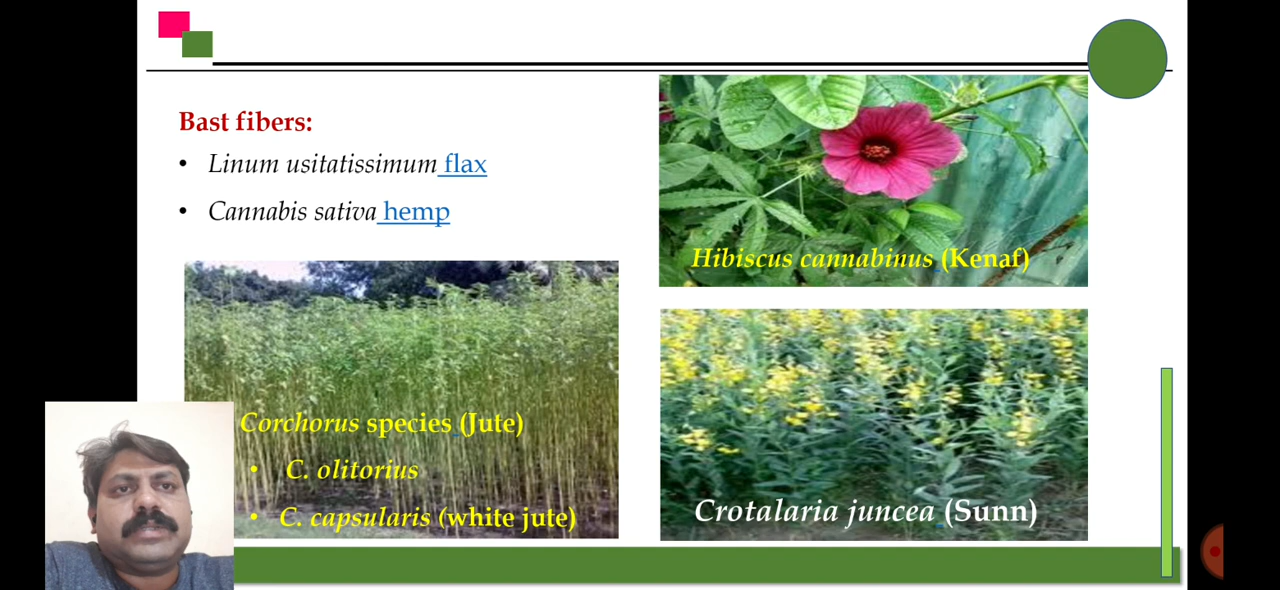 Bast fibers:
• Linum usitatissimum flax
• Cannabis sativa hemp
Corchorus species (Jute)
• C. olitorius
• C. capsularis (white jute)
Hibiscus cannabinus (Kenaf)
Crotalaria juncea (Sunn)